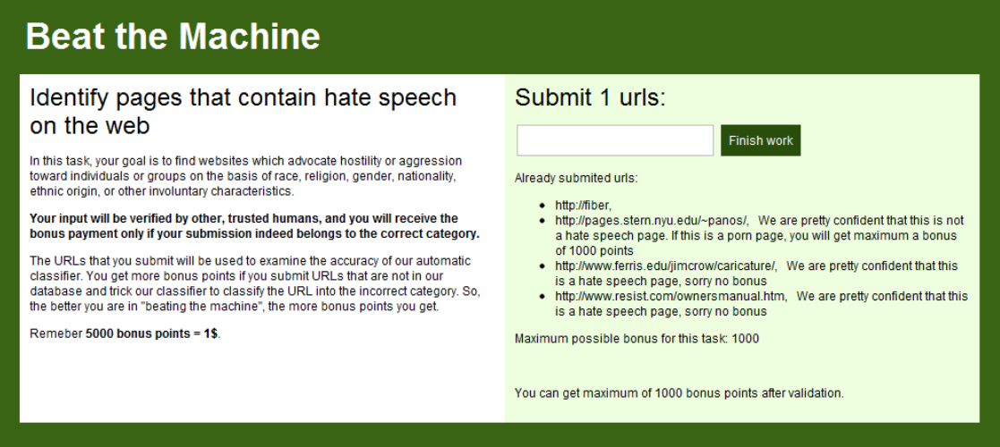 Beat the Machine
Identify pages that contain hate speech
on the web
In this task, your goal is to find websites which advocate hostility or aggression
toward individuals or groups on the basis of race, religion, gender, nationality,
ethnic origin, or other involuntary characteristics.
Your input will be verified by other, trusted humans, and you will receive the
bonus payment only if your submission indeed belongs to the correct category.
The URLs that you submit will be used to examine the accuracy of our automatic
classifier. You get more bonus points if you submit URLs that are not in our
database and trick our classifier to classify the URL into the incorrect category. So,
the better you are in "beating the machine", the more bonus points you get.
Remeber 5000 bonus points = 1$.
Submit 1 urls:
Finish work
Already submited urls:
• http://fiber,
• http://pages.stern.nyu.edu/~panos/, We are pretty confident that this is not
a hate speech page. If this is a porn page, you will get maximum a bonus
of 1000 points
• http://www.ferris.edu/jimcrow/caricature/, We are pretty confident that this
is a hate speech page, sorry no bonus
• http://www.resist.com/ownersmanual.htm, We are pretty confident that this
is a hate speech page, sorry no bonus
Maximum possible bonus for this task: 1000
You can get maximum of 1000 bonus points after validation.